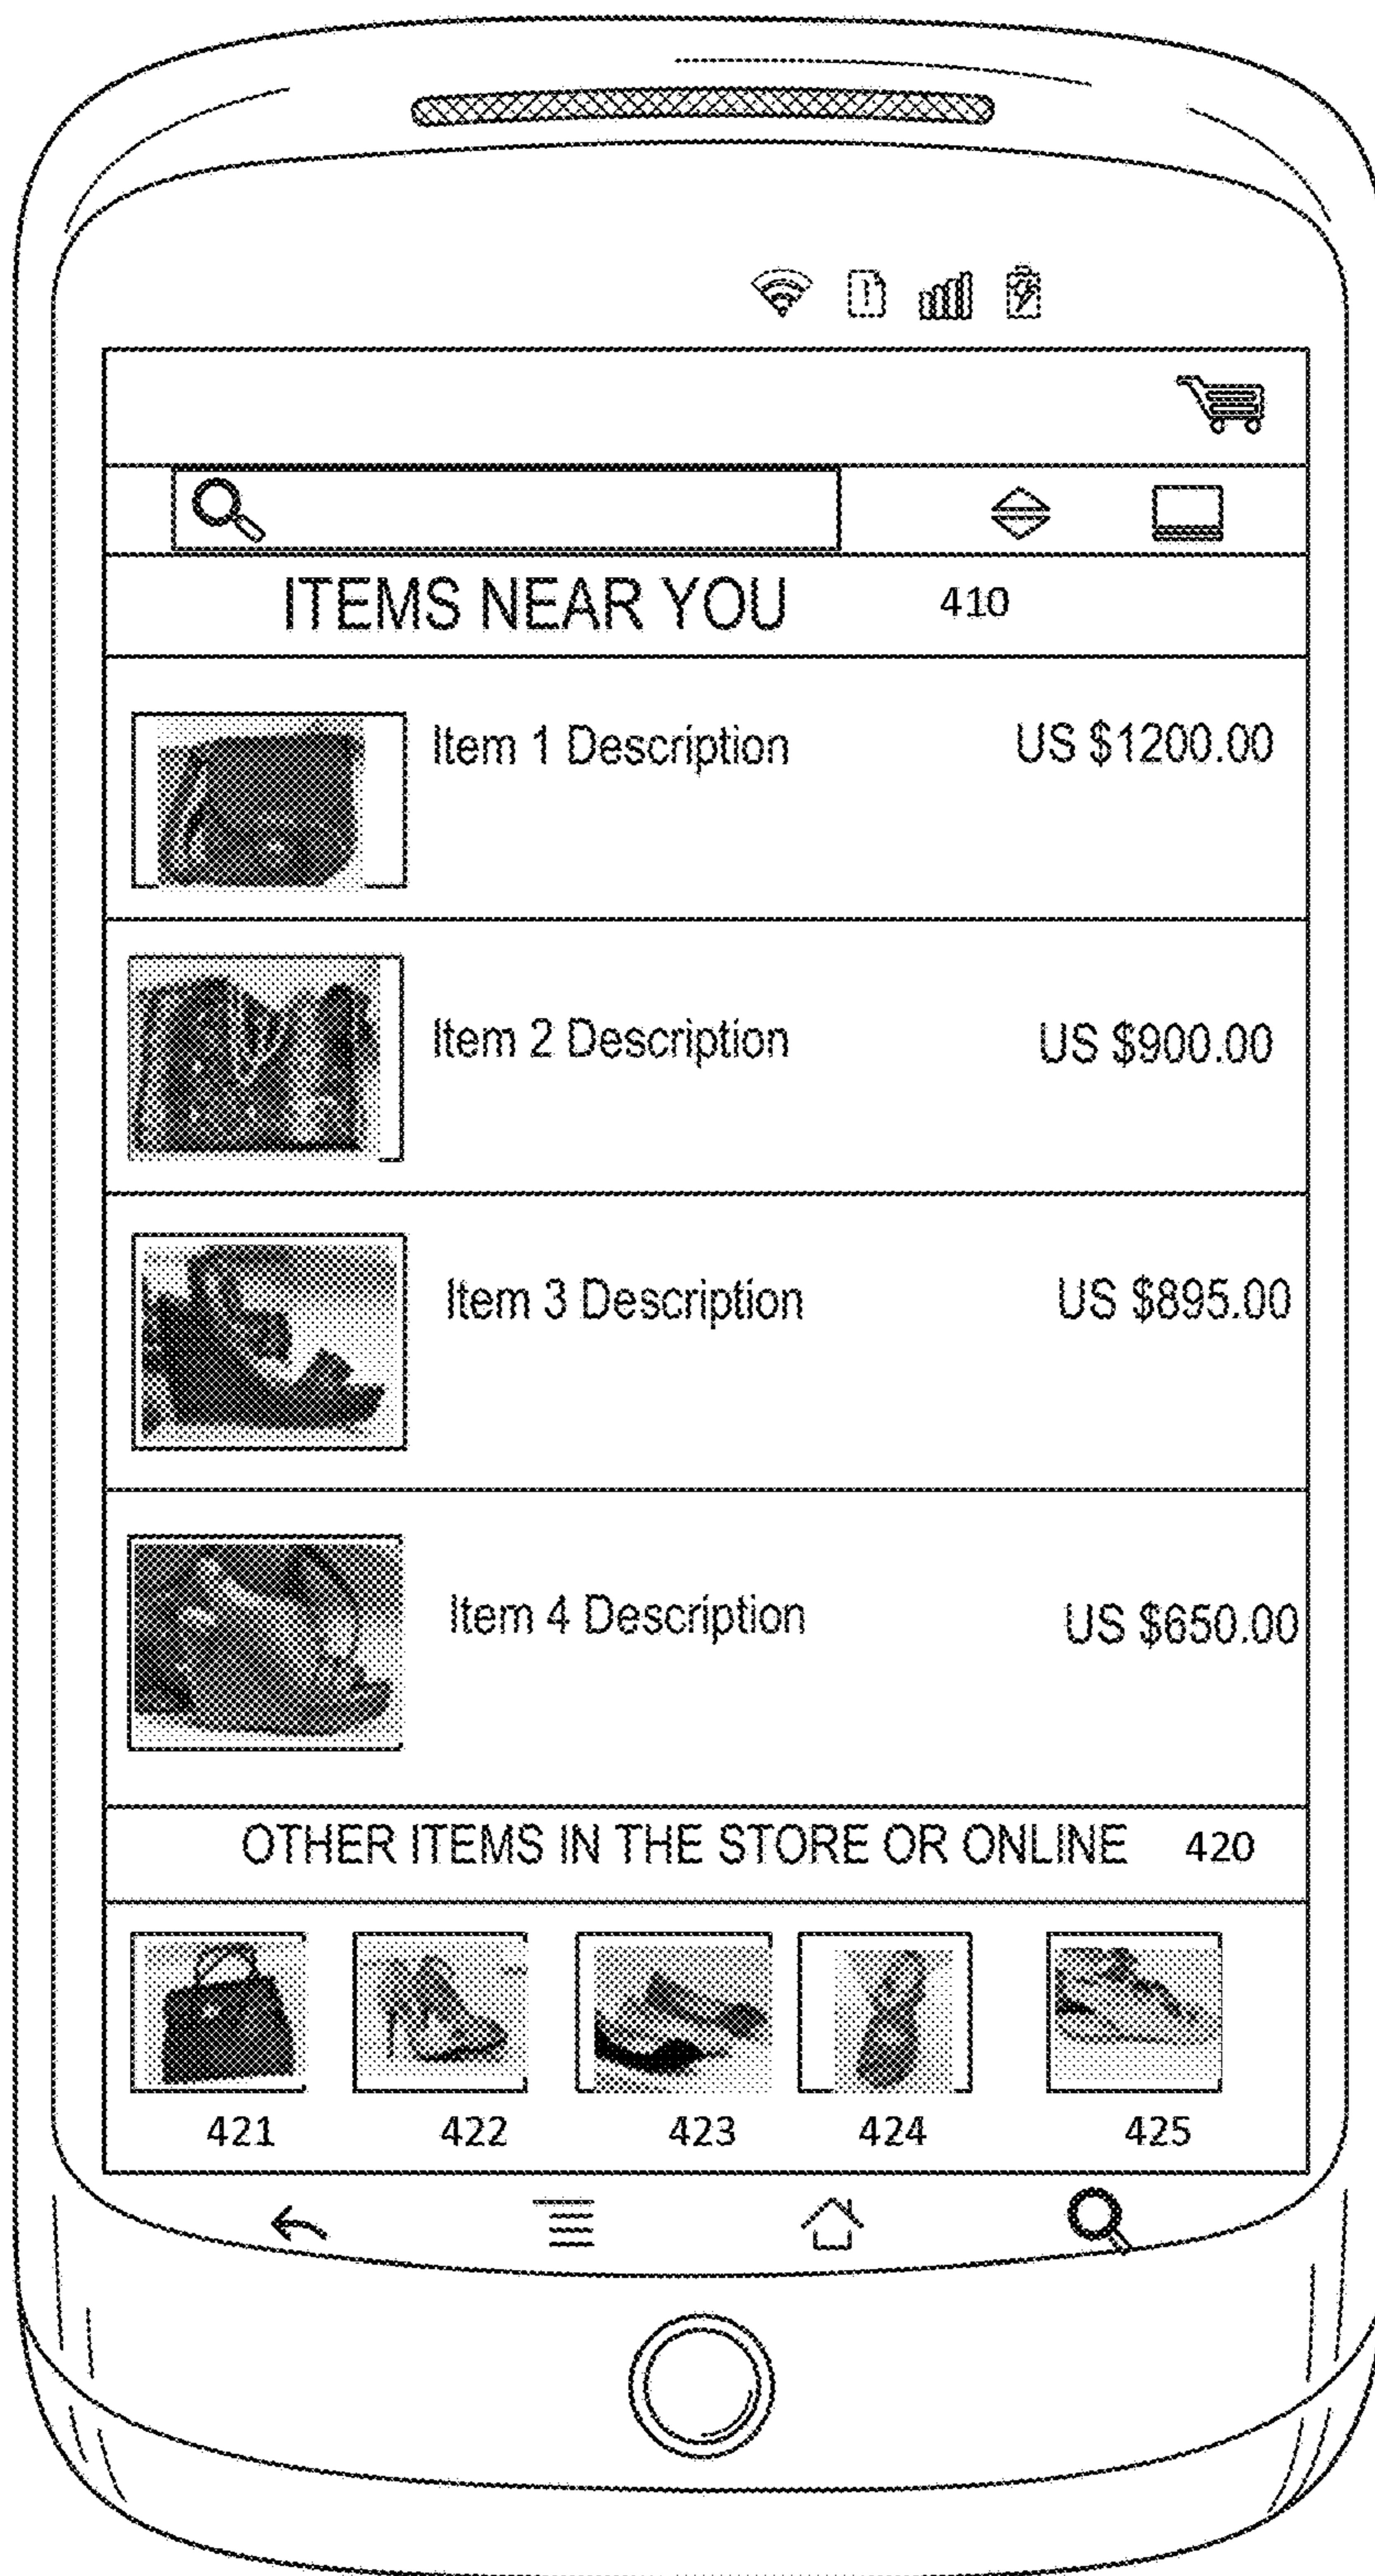 ITEMS NEAR YOU 410
Item 1 Description US $1200.00
Item 2 Description US $900.00
Item 3 Description US $895.00
Item 4 Description US $650.00
OTHER ITEMS IN THE STORE OR ONLINE 420
421 422 423 424 425